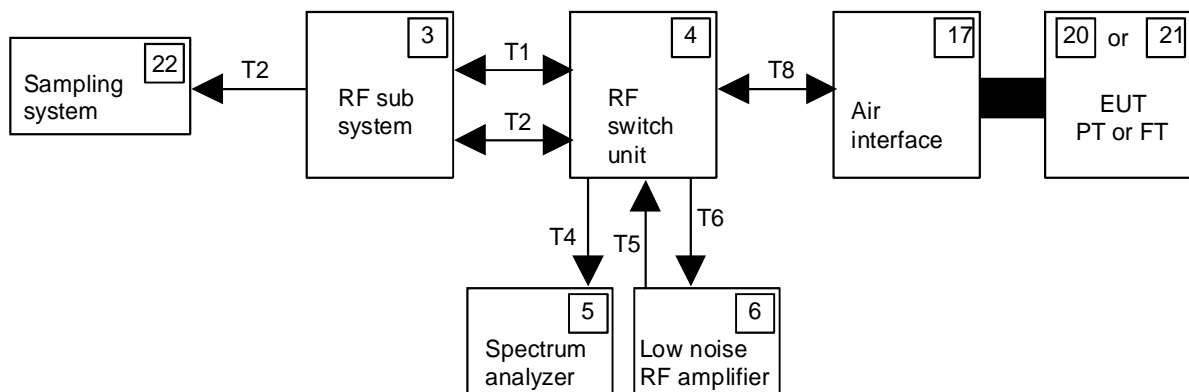 22
Sampling
system
T2
3
RF sub
system
T1
T2
4
RF
switch
unit
T8
17
Air
interface
20 or 21
EUT
PT or FT
T4
T5
T6
5
Spectrum
analyzer
6
Low noise
RF amplifier